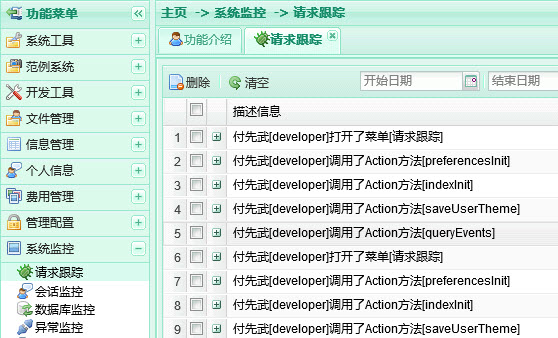 功能菜单
系统工具
范例系统
开发工具
文件管理
信息管理
个人信息
费用管理
管理配置
系统监控
请求跟踪
会话监控
数据库监控
异常监控
主页 -> 系统监控 -> 请求跟踪
功能介绍 请求跟踪
删除 清空 开始日期 结束日期
描述信息
1 付先武[developer]打开了菜单[请求跟踪]
2 付先武[developer]调用了Action方法[preferencesInit]
3 付先武[developer]调用了Action方法[indexInit]
4 付先武[developer]调用了Action方法[saveUserTheme]
5 付先武[developer]调用了Action方法[queryEvents]
6 付先武[developer]打开了菜单[请求跟踪]
7 付先武[developer]调用了Action方法[preferencesInit]
8 付先武[developer]调用了Action方法[indexInit]
9 付先武[developer]调用了Action方法[saveUserTheme]